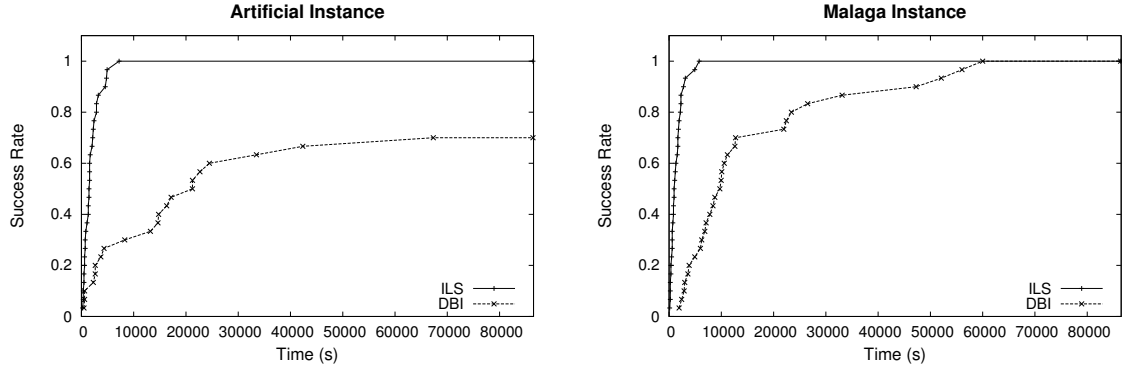 Artificial Instance
1
0.8
0.6
0.4
0.2
0
Success Rate
ILS
DBI
0 10000 20000 30000 40000 50000 60000 70000 80000
Time (s)
Malaga Instance
1
0.8
0.6
0.4
0.2
0
Success Rate
ILS
DBI
0 10000 20000 30000 40000 50000 60000 70000 80000
Time (s)